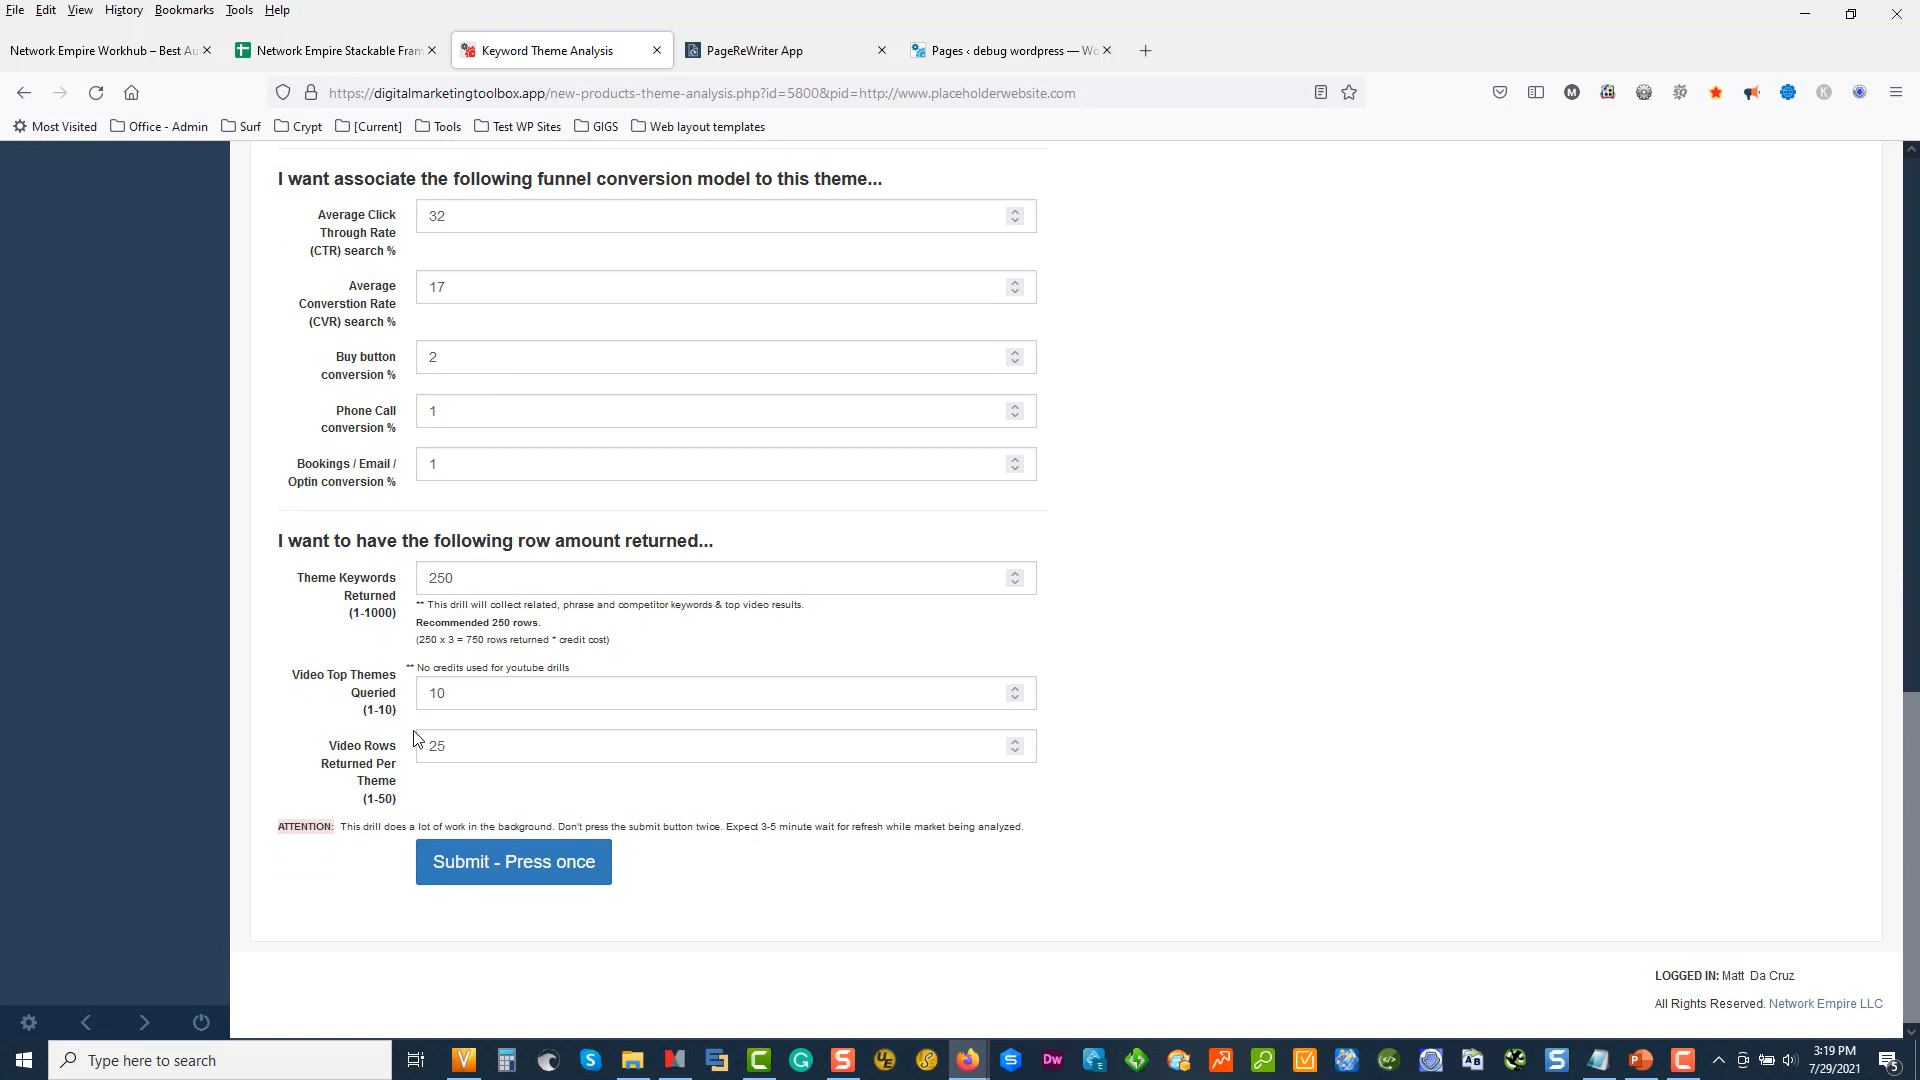 File Edit View History Bookmarks Tools Help
Network Empire Workhub – Best Au
Network Empire Stackable Fram
Keyword Theme Analysis
PageReWriter App
Pages ‹ debug wordpress — Wo
https://digitalmarketingtoolbox.app/new-products-theme-analysis.php?id=5800&pid=http://www.placeholderwebsite.com
Most Visited
Office - Admin
Surf
Crypt
[Current]
Tools
Test WP Sites
GIGS
Web layout templates
I want associate the following funnel conversion model to this theme...
Average Click
Through Rate
(CTR) search %
32
Average
Converstion Rate
(CVR) search %
17
Buy button
conversion %
2
Phone Call
conversion %
1
Bookings / Email /
Optin conversion %
1
I want to have the following row amount returned...
Theme Keywords
Returned
(1-1000)
250
** This drill will collect related, phrase and competitor keywords & top video results.
Recommended 250 rows.
(250 x 3 = 750 rows returned * credit cost)
** No credits used for youtube drills
Video Top Themes
Queried
(1-10)
10
Video Rows
Returned Per
Theme
(1-50)
25
ATTENTION: This drill does a lot of work in the background. Don't press the submit button twice. Expect 3-5 minute wait for refresh while market being analyzed.
Submit - Press once
LOGGED IN: Matt Da Cruz
All Rights Reserved. Network Empire LLC
Type here to search
3:19 PM
7/29/2021
5